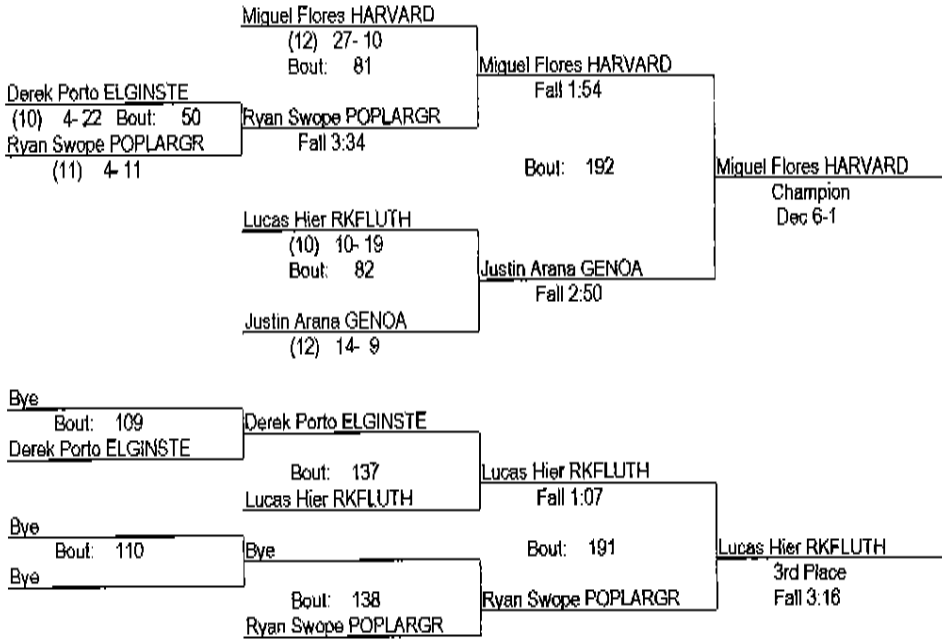 Miguel Flores HARVARD
(12) 27- 10
Bout: 81
Miguel Flores HARVARD
Fall 1:54
Derek Porto ELGINSTE
(10) 4- 22 Bout: 50
Ryan Swope POPLARGR
Ryan Swope POPLARGR
Fall 3:34
(11) 4- 11
Bout: 192
Miguel Flores HARVARD
Champion
Dec 6-1
Lucas Hier RKFLUTH
(10) 10- 19
Bout: 82
Justin Arana GENOA
Fall 2:50
Justin Arana GENOA
(12) 14- 9
Bye
Bout: 109
Derek Porto ELGINSTE
Derek Porto ELGINSTE
Bout: 137
Lucas Hier RKFLUTH
Fall 1:07
Lucas Hier RKFLUTH
Bye
Bout: 110
Bye
Bye
Bout: 191
Lucas Hier RKFLUTH
3rd Place
Fall 3:16
Bout: 138
Ryan Swope POPLARGR
Ryan Swope POPLARGR